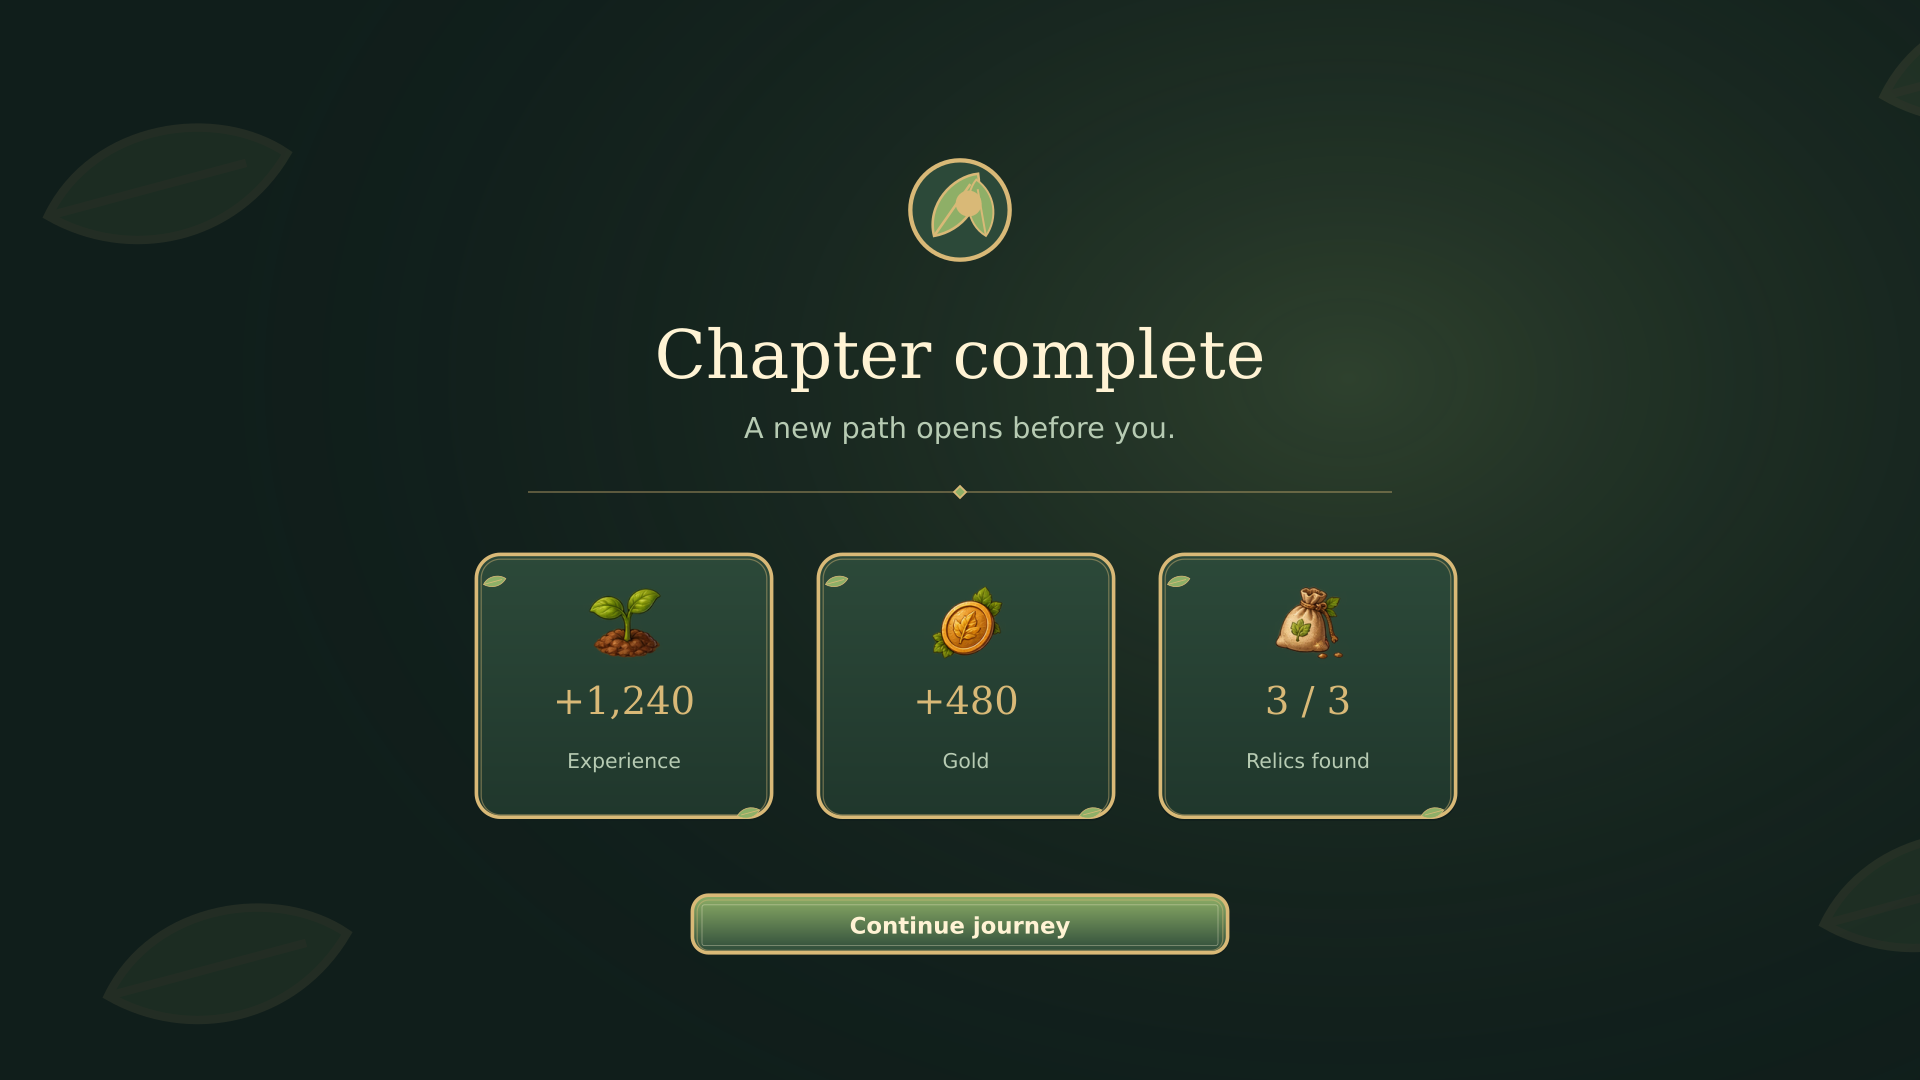 Chapter complete
A new path opens before you.
+1,240
Experience
+480
Gold
3 / 3
Relics found
Continue journey